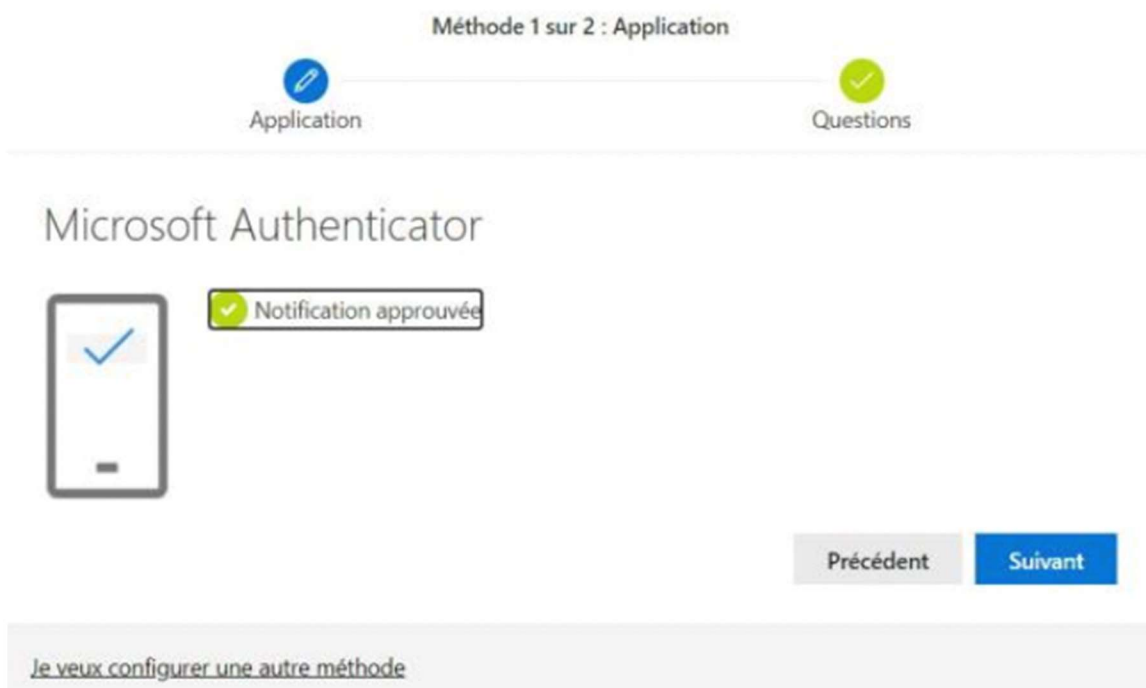 Méthode 1 sur 2 : Application
Application
Questions
Microsoft Authenticator
Notification approuvée
Précédent
Suivant
Je veux configurer une autre méthode